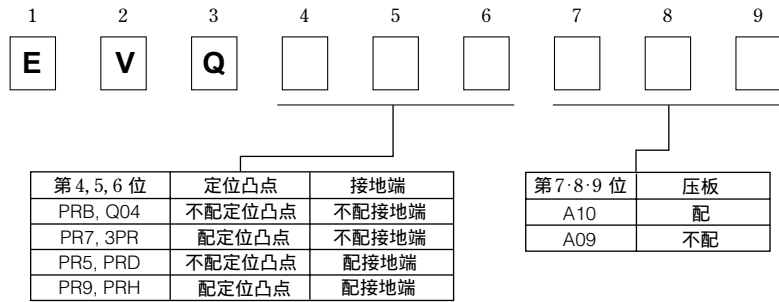 1 2 3 4 5 6 7 8 9
E V Q
第4,5,6 位 定位凸点 接地端
PRB, Q04 不配定位凸点 不配接地端
PR7, 3PR 配定位凸点 不配接地端
PR5, PRD 不配定位凸点 配接地端
PR9, PRH 配定位凸点 配接地端
第7·8·9 位 压板
A10 配
A09 不配